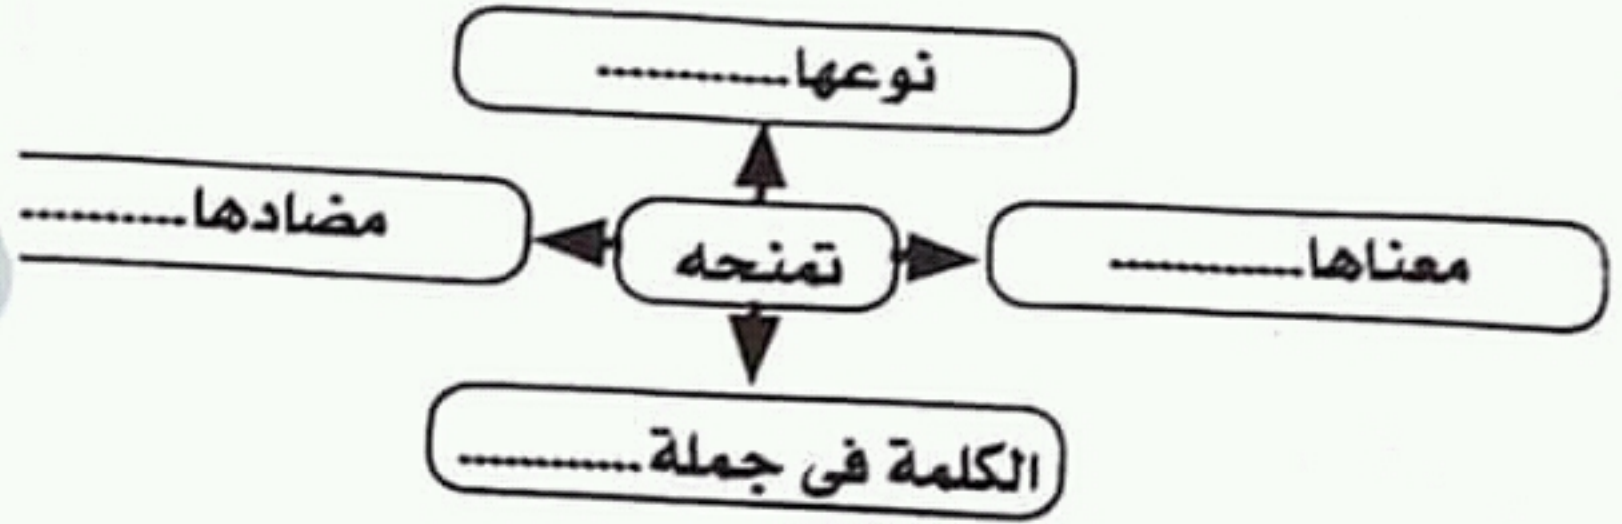 نوعها............
معناها............
تمنحه
مضادها...........
الكلمة فى جملة............